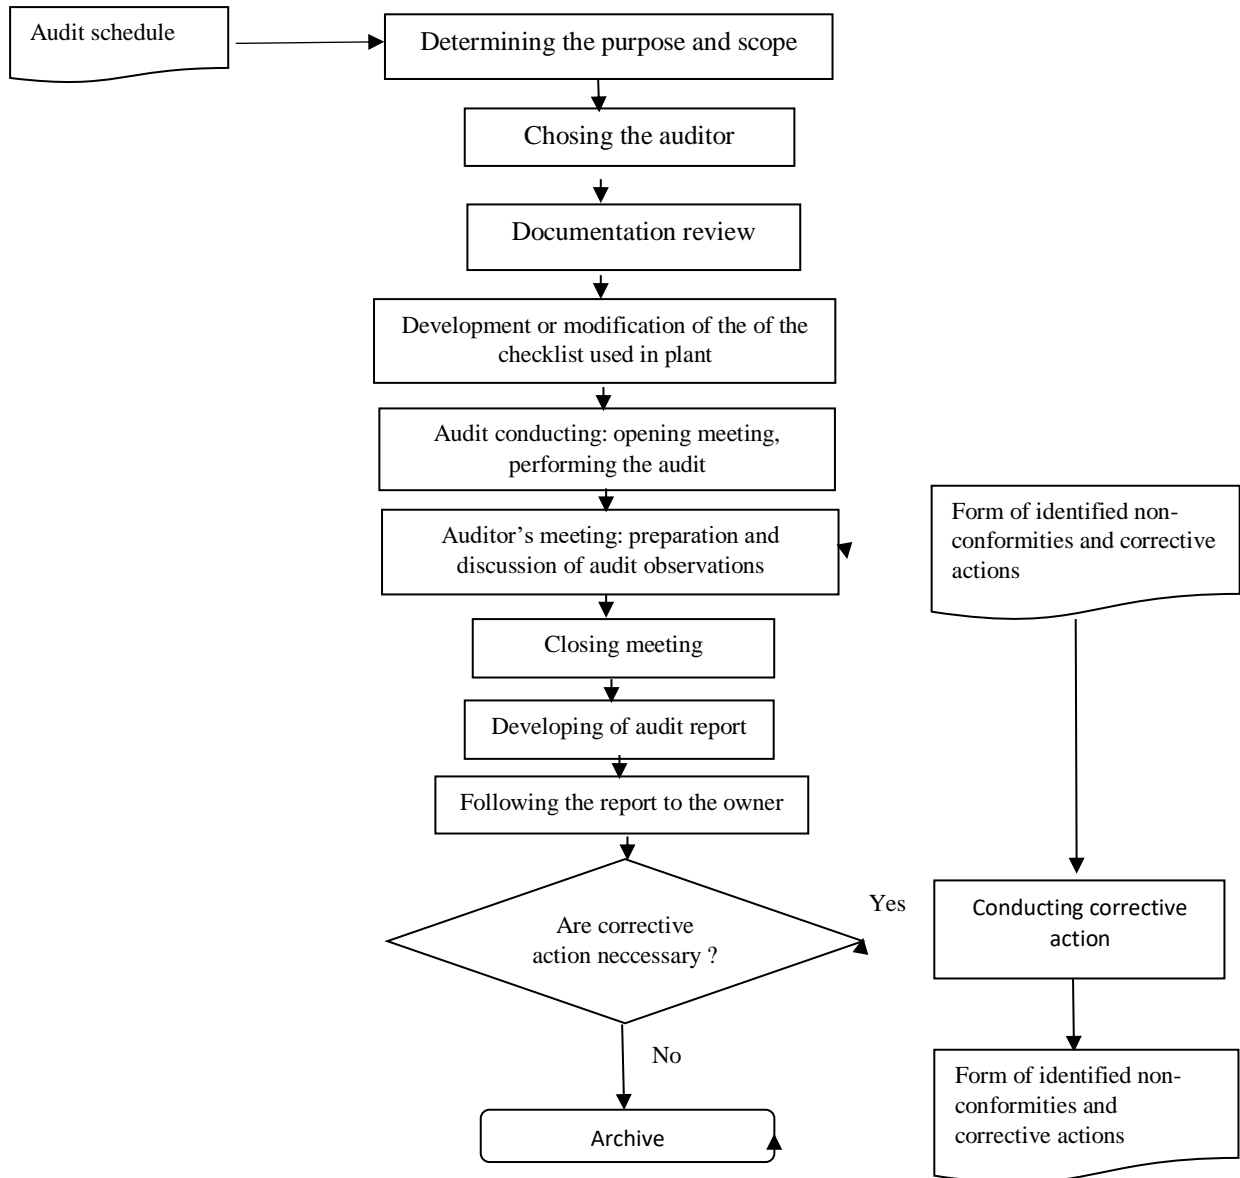 Audit schedule
Determining the purpose and scope
Chosing the auditor
Documentation review
Development or modification of the of the
checklist used in plant
Audit conducting: opening meeting,
performing the audit
Auditor’s meeting: preparation and
discussion of audit observations
Form of identified non-
conformities and corrective
actions
Closing meeting
Developing of audit report
Following the report to the owner
Are corrective
action neccessary ?
Yes
Conducting corrective
action
No
Form of identified non-
conformities and
corrective actions
Archive